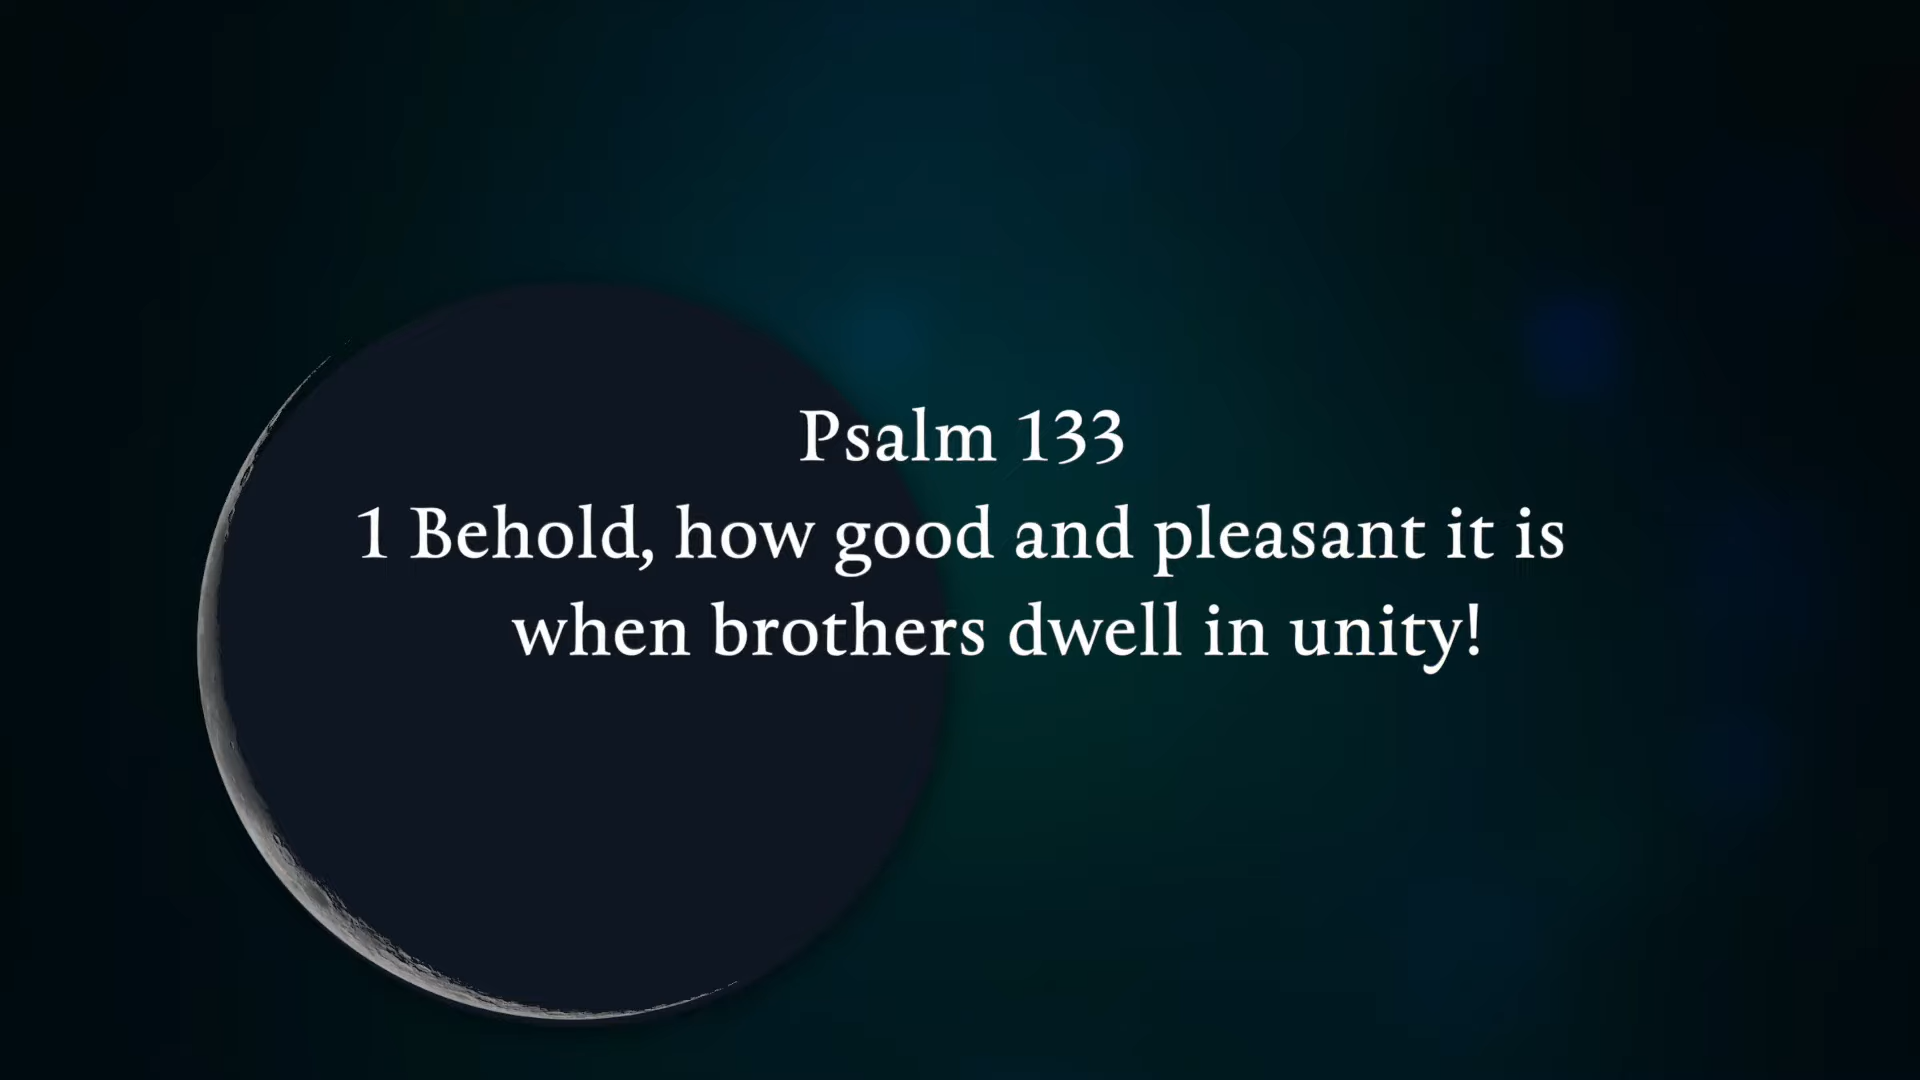 Psalm 133
1 Behold, how good and pleasant it is
when brothers dwell in unity!